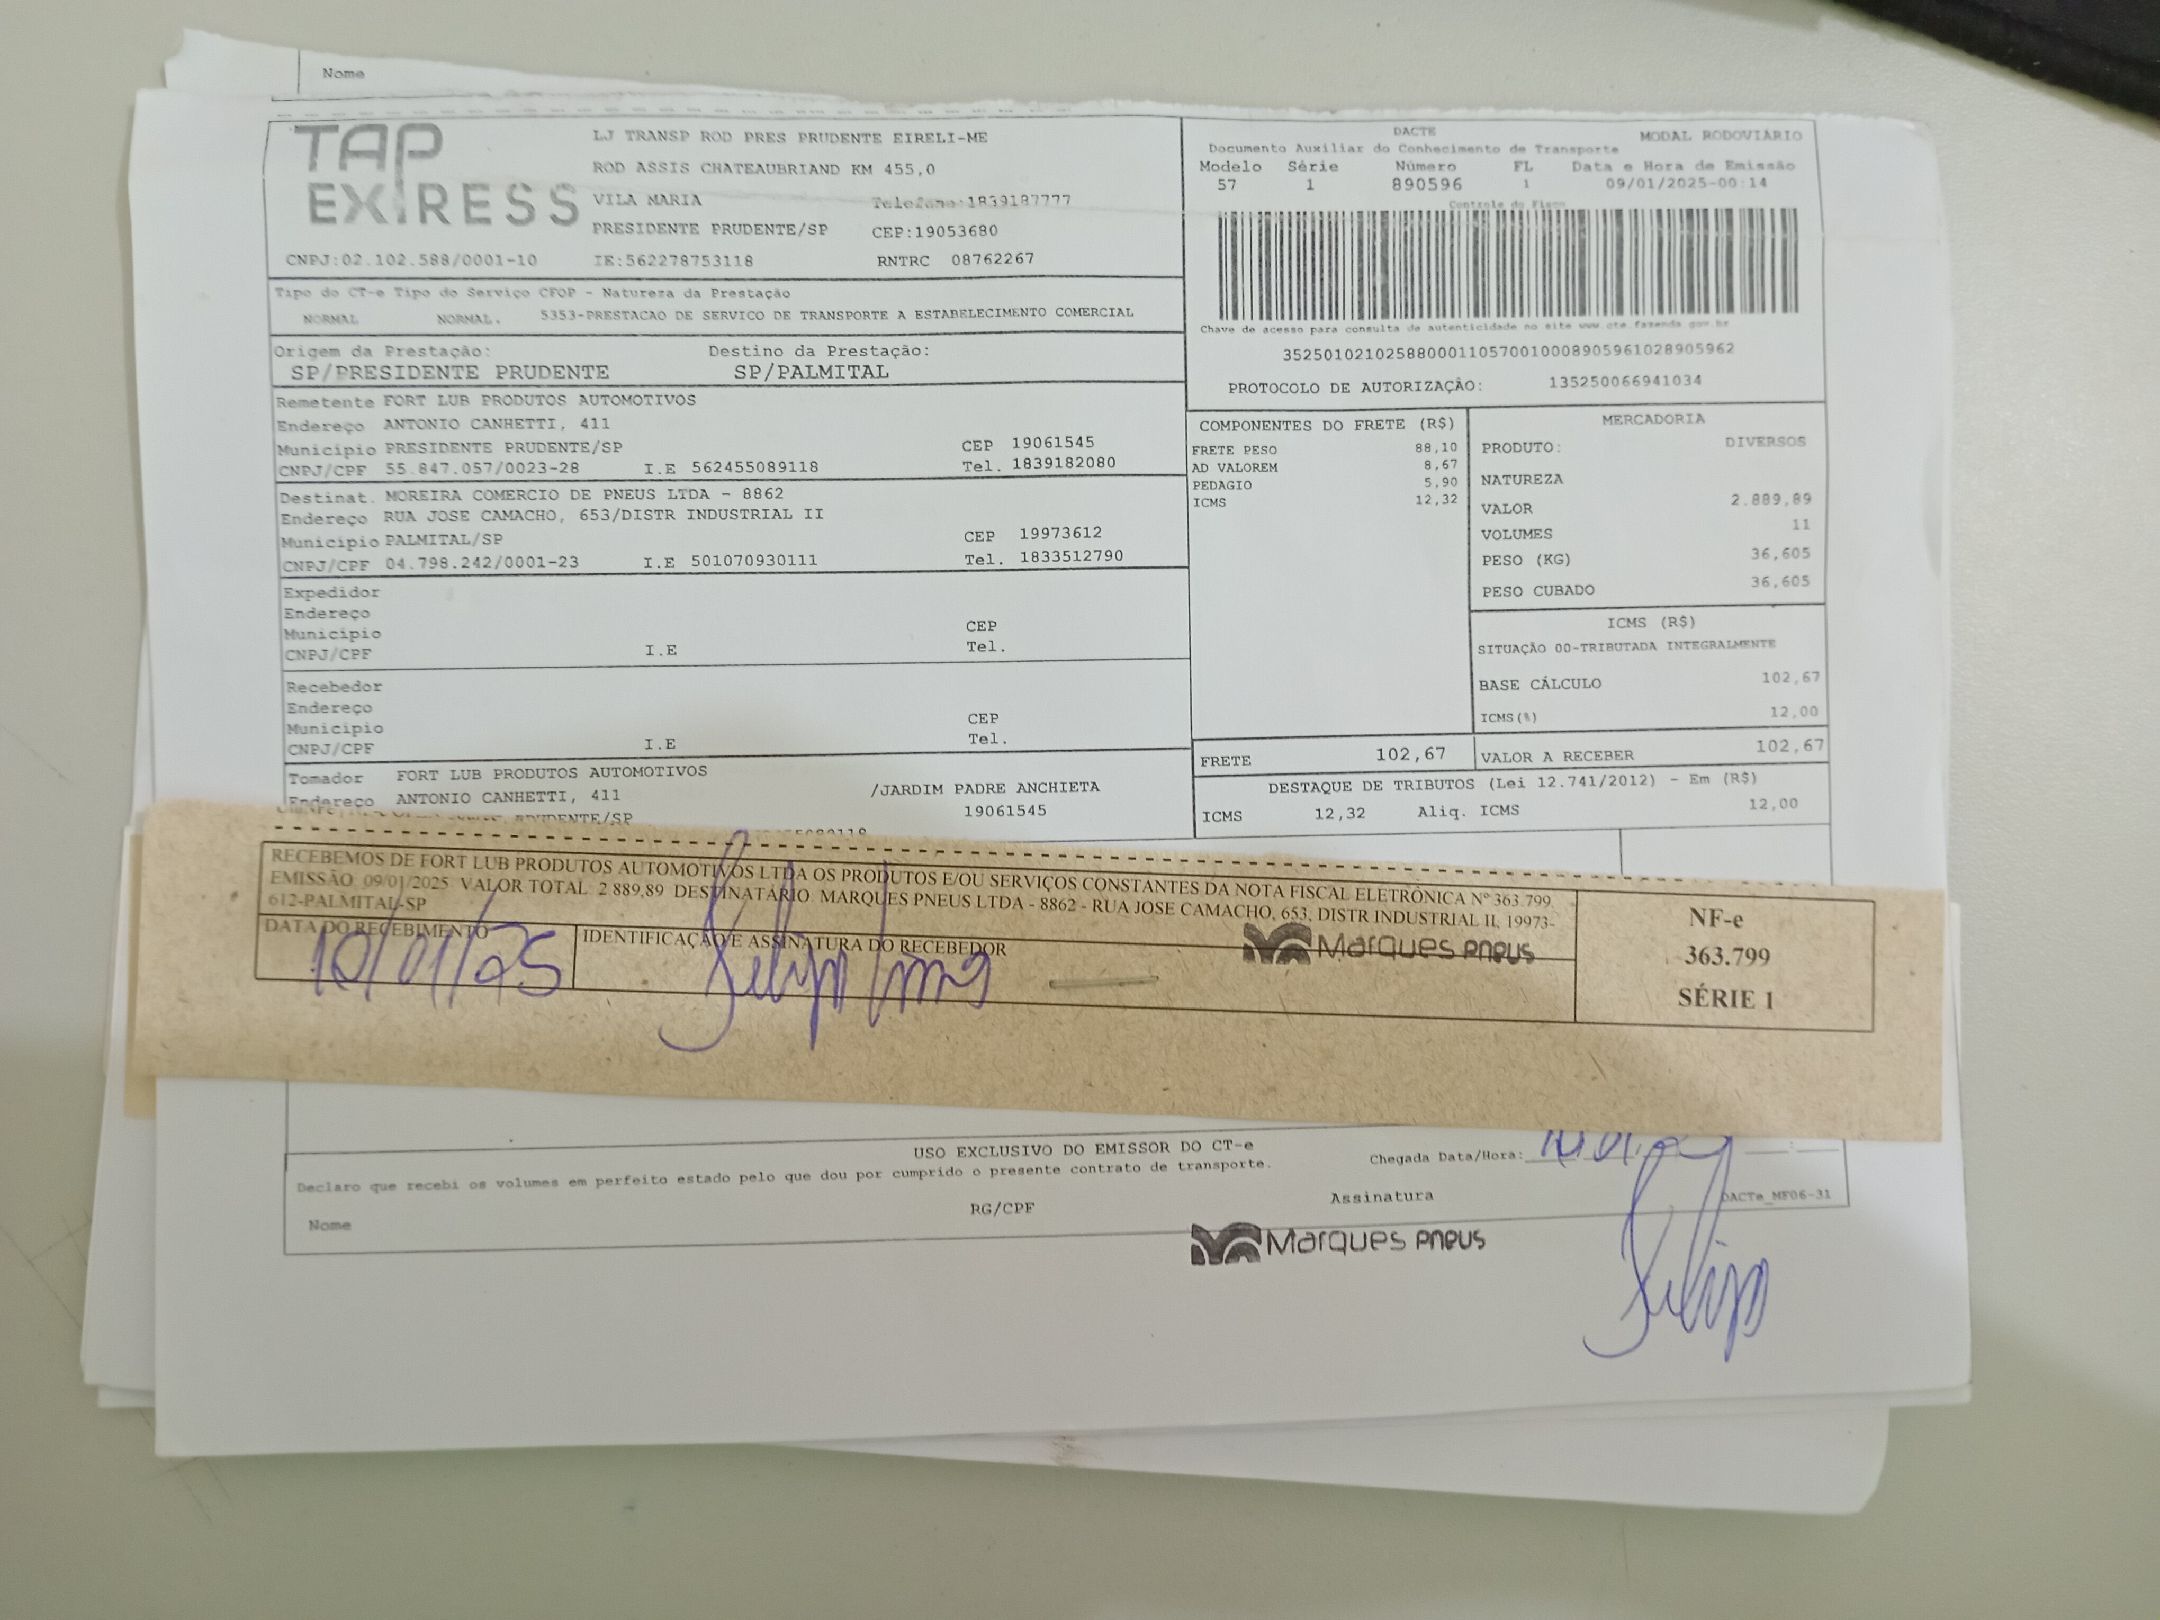 Nome
TAP EXPRESS
LJ TRANSP ROD PRES PRUDENTE EIRELI-ME
ROD ASSIS CHATEAUBRIAND KM 455,0
VILA MARIA Telefone:1839187777
PRESIDENTE PRUDENTE/SP CEP:19053680
CNPJ:02.102.588/0001-10 IE:562278753118 RNTRC 08762267
DACTE MODAL RODOVIÁRIO
Documento Auxiliar do Conhecimento de Transporte
Modelo Série Número FL Data e Hora de Emissão
57 1 890596 1 09/01/2025-00:14
Controle do Fisco
Chave de acesso para consulta de autenticidade no site www.cte.fazenda.gov.br
35250102102588000110570010008905961028905962
PROTOCOLO DE AUTORIZAÇÃO: 135250066941034
Tipo do CT-e Tipo do Serviço CFOP - Natureza da Prestação
NORMAL NORMAL. 5353-PRESTACAO DE SERVICO DE TRANSPORTE A ESTABELECIMENTO COMERCIAL
Origem da Prestação: Destino da Prestação:
SP/PRESIDENTE PRUDENTE SP/PALMITAL
Remetente FORT LUB PRODUTOS AUTOMOTIVOS
Endereço ANTONIO CANHETTI, 411
Município PRESIDENTE PRUDENTE/SP CEP 19061545
CNPJ/CPF 55.847.057/0023-28 I.E 562455089118 Tel. 1839182080
Destinat. MOREIRA COMERCIO DE PNEUS LTDA - 8862
Endereço RUA JOSE CAMACHO, 653/DISTR INDUSTRIAL II
Município PALMITAL/SP CEP 19973612
CNPJ/CPF 04.798.242/0001-23 I.E 501070930111 Tel. 1833512790
Expedidor
Endereço
Município CEP
CNPJ/CPF I.E Tel.
Recebedor
Endereço
Município CEP
CNPJ/CPF I.E Tel.
Tomador FORT LUB PRODUTOS AUTOMOTIVOS
Endereço ANTONIO CANHETTI, 411 /JARDIM PADRE ANCHIETA
19061545
COMPONENTES DO FRETE (R$)
FRETE PESO 88,10
AD VALOREM 8,67
PEDAGIO 5,90
ICMS 12,32
MERCADORIA
PRODUTO: DIVERSOS
NATUREZA
VALOR 2.889,89
VOLUMES 11
PESO (KG) 36,605
PESO CUBADO 36,605
ICMS (R$)
SITUAÇÃO 00-TRIBUTADA INTEGRALMENTE
BASE CÁLCULO 102,67
ICMS(%) 12,00
FRETE 102,67 VALOR A RECEBER 102,67
DESTAQUE DE TRIBUTOS (Lei 12.741/2012) - Em (R$)
ICMS 12,32 Aliq. ICMS 12,00
RECEBEMOS DE FORT LUB PRODUTOS AUTOMOTIVOS LTDA OS PRODUTOS E/OU SERVIÇOS CONSTANTES DA NOTA FISCAL ELETRÔNICA Nº 363.799
EMISSÃO 09/01/2025 VALOR TOTAL 2 889,89 DESTINATÁRIO MARQUES PNEUS LTDA - 8862 - RUA JOSE CAMACHO, 653, DISTR INDUSTRIAL II, 19973-
612-PALMITAL-SP
DATA DO RECEBIMENTO IDENTIFICAÇÃO E ASSINATURA DO RECEBEDOR
10/01/25 Felipe Marques Pneus
NF-e
363.799
SÉRIE 1
USO EXCLUSIVO DO EMISSOR DO CT-e
Declaro que recebi os volumes em perfeito estado pelo que dou por cumprido o presente contrato de transporte.
Chegada Data/Hora:
RG/CPF Assinatura DACTe_MF06-31
Nome
Marques Pneus
Felipe